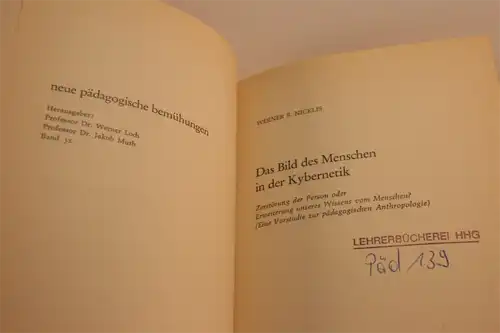 neue pädagogische bemühungen
Herausgeber:
Professor Dr. Werner Loch
Professor Dr. Jakob Muth
Band 32
WERNER S. NICKLIS
Das Bild des Menschen
in der Kybernetik
Zerstörung der Person oder
Erweiterung unseres Wissens vom Menschen?
(Eine Vorstudie zur pädagogischen Anthropologie)
LEHRERBÜCHEREI HHG
Päd 139